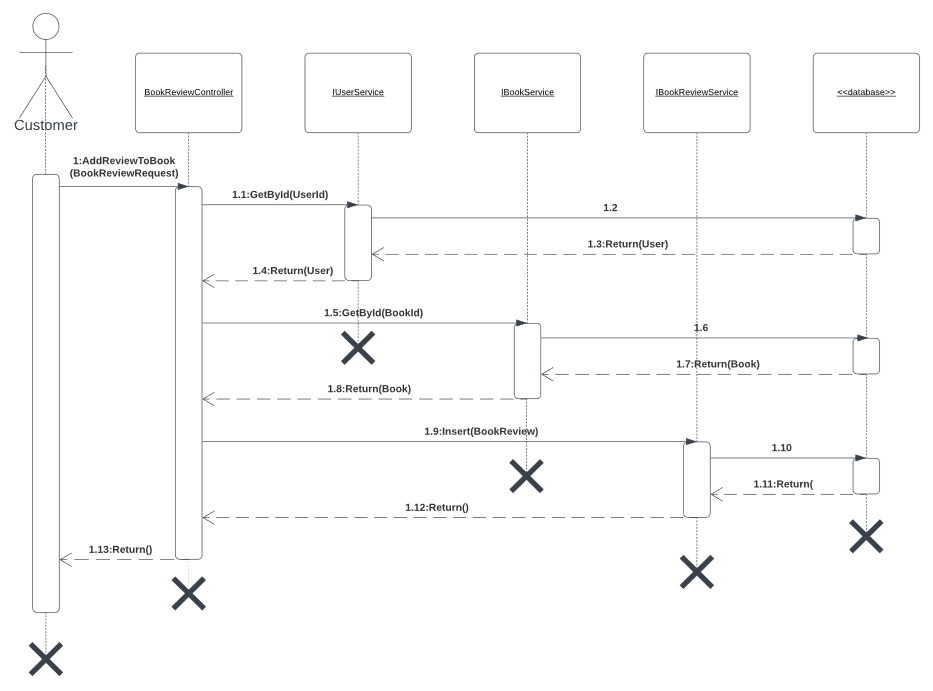 BookReviewController
IUserService
IBookService
IBookReviewService
<<database>>
Customer
1:AddReviewToBook
(BookReviewRequest)
1.1:GetById(UserId)
1.2
1.3:Return(User)
1.4:Return(User)
1.5:GetById(BookId)
1.6
1.7:Return(Book)
1.8:Return(Book)
1.9:Insert(BookReview)
1.10
1.11:Return(
1.12:Return()
1.13:Return()